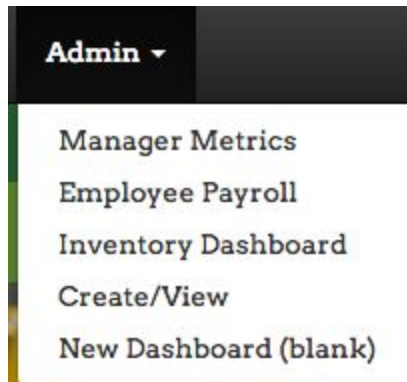 Admin
Manager Metrics
Employee Payroll
Inventory Dashboard
Create/View
New Dashboard (blank)